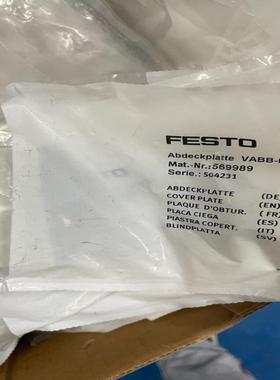 FESTO
Abdeckplatte VABB-
Mat.-Nr.:569989
Serie.: 504231
ABDECKPLATTE (DE
COVER PLATE (EN)
PLAQUE D'OBTUR. ( FR)
PLACA CIEGA (ES)
PIASTRA COPERT. (IT)
BLINDPLATTA (SV)